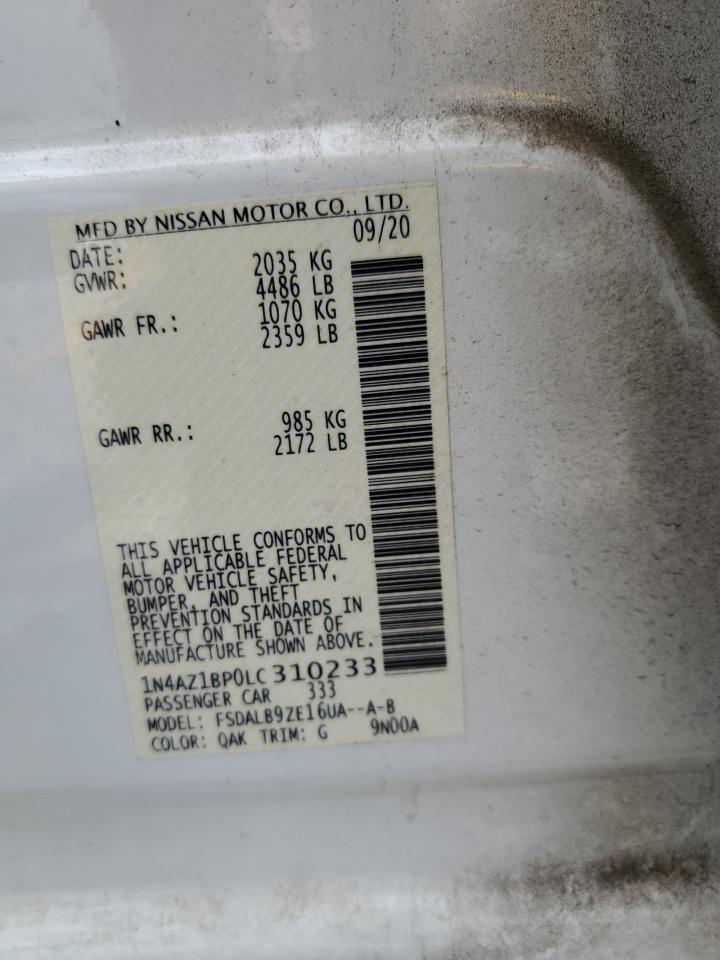 MFD BY NISSAN MOTOR CO., LTD.
DATE: 09/20
GVWR: 2035 KG
4486 LB
GAWR FR.: 1070 KG
2359 LB
GAWR RR.: 985 KG
2172 LB
THIS VEHICLE CONFORMS TO
ALL APPLICABLE FEDERAL
MOTOR VEHICLE SAFETY,
BUMPER, AND THEFT
PREVENTION STANDARDS IN
EFFECT ON THE DATE OF
MANUFACTURE SHOWN ABOVE.
1N4AZ1BP0LC310233
PASSENGER CAR 333
MODEL: FSDALB9ZE16UA--A-B
COLOR: QAK TRIM: G 9N00A